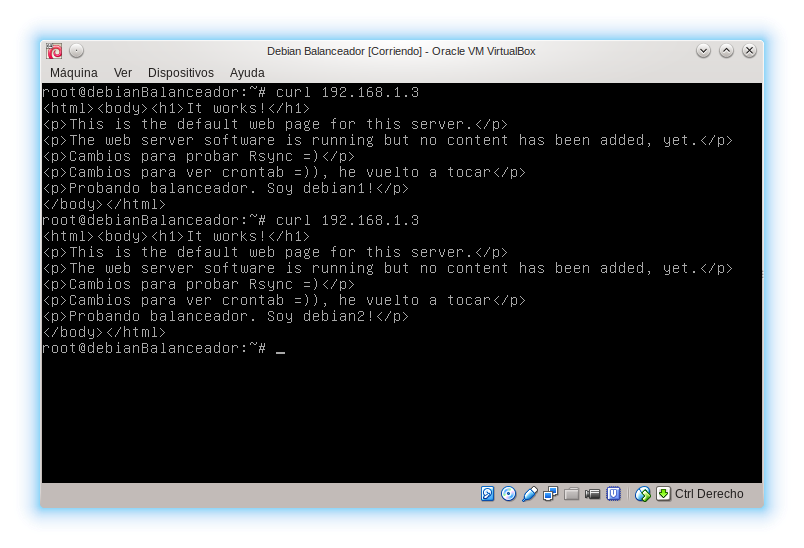 Debian Balanceador [Corriendo] - Oracle VM VirtualBox
Máquina Ver Dispositivos Ayuda
root@debianBalanceador:~# curl 192.168.1.3
<html><body><h1>It works!</h1>
<p>This is the default web page for this server.</p>
<p>The web server software is running but no content has been added, yet.</p>
<p>Cambios para probar Rsync =)</p>
<p>Cambios para ver crontab =)), he vuelto a tocar</p>
<p>Probando balanceador. Soy debian1!</p>
</body></html>
root@debianBalanceador:~# curl 192.168.1.3
<html><body><h1>It works!</h1>
<p>This is the default web page for this server.</p>
<p>The web server software is running but no content has been added, yet.</p>
<p>Cambios para probar Rsync =)</p>
<p>Cambios para ver crontab =)), he vuelto a tocar</p>
<p>Probando balanceador. Soy debian2!</p>
</body></html>
root@debianBalanceador:~# _
Ctrl Derecho